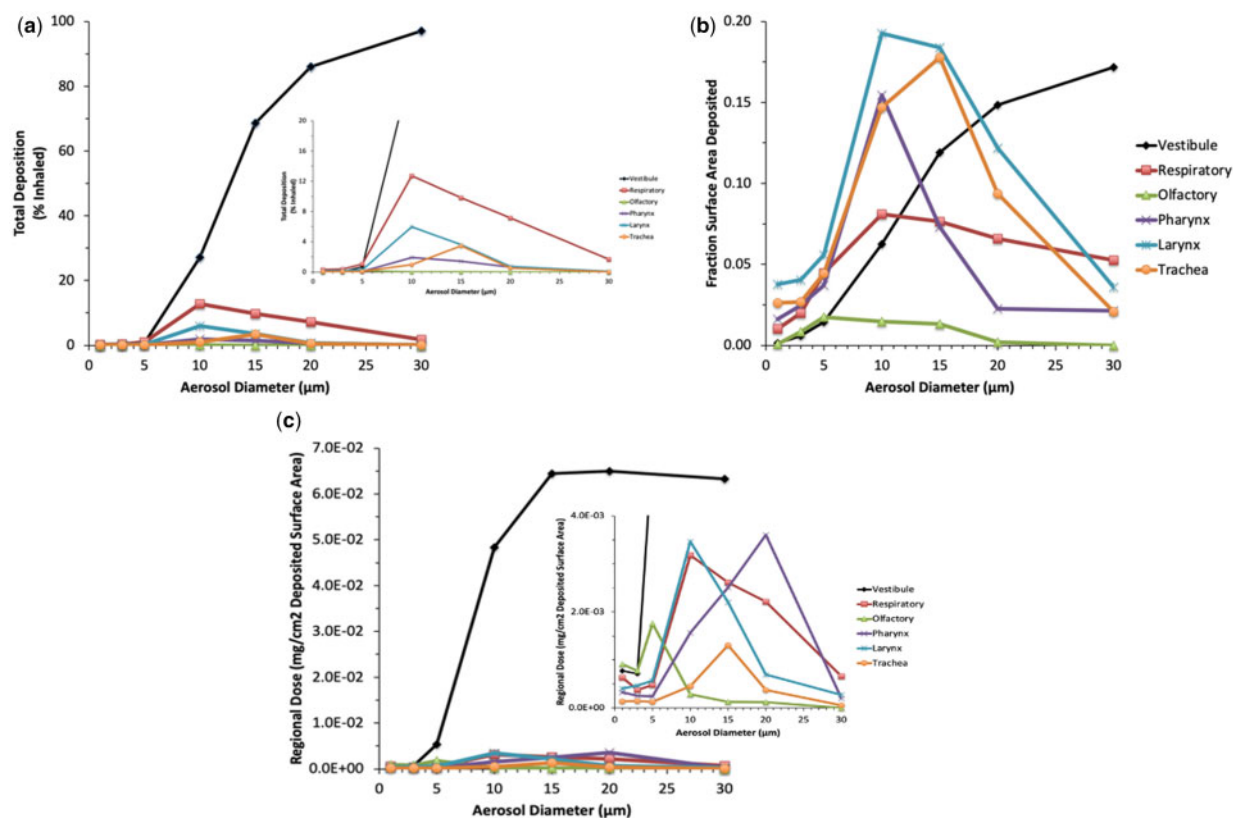 (a)
100
80
60
40
20
0
Total Deposition
(% Inhaled)
0 5 10 15 20 25 30
Aerosol Diameter (μm)
20
16
12
8
4
0
Total Deposition
(% Inhaled)
0 5 10 15 20 25 30
Aerosol Diameter (μm)
Vestibule
Respiratory
Olfactory
Pharynx
Larynx
Trachea
(b)
0.20
0.15
0.10
0.05
0.00
Fraction Surface Area Deposited
0 5 10 15 20 25 30
Aerosol Diameter (μm)
Vestibule
Respiratory
Olfactory
Pharynx
Larynx
Trachea
(c)
7.0E-02
6.0E-02
5.0E-02
4.0E-02
3.0E-02
2.0E-02
1.0E-02
0.0E+00
Regional Dose (mg/cm2 Deposited Surface Area)
0 5 10 15 20 25 30
Aerosol Diameter (μm)
4.0E-03
2.0E-03
0.0E+00
Regional Dose (mg/cm2 Deposited Surface Area)
0 5 10 15 20 25 30
Aerosol Diameter (μm)
Vestibule
Respiratory
Olfactory
Pharynx
Larynx
Trachea